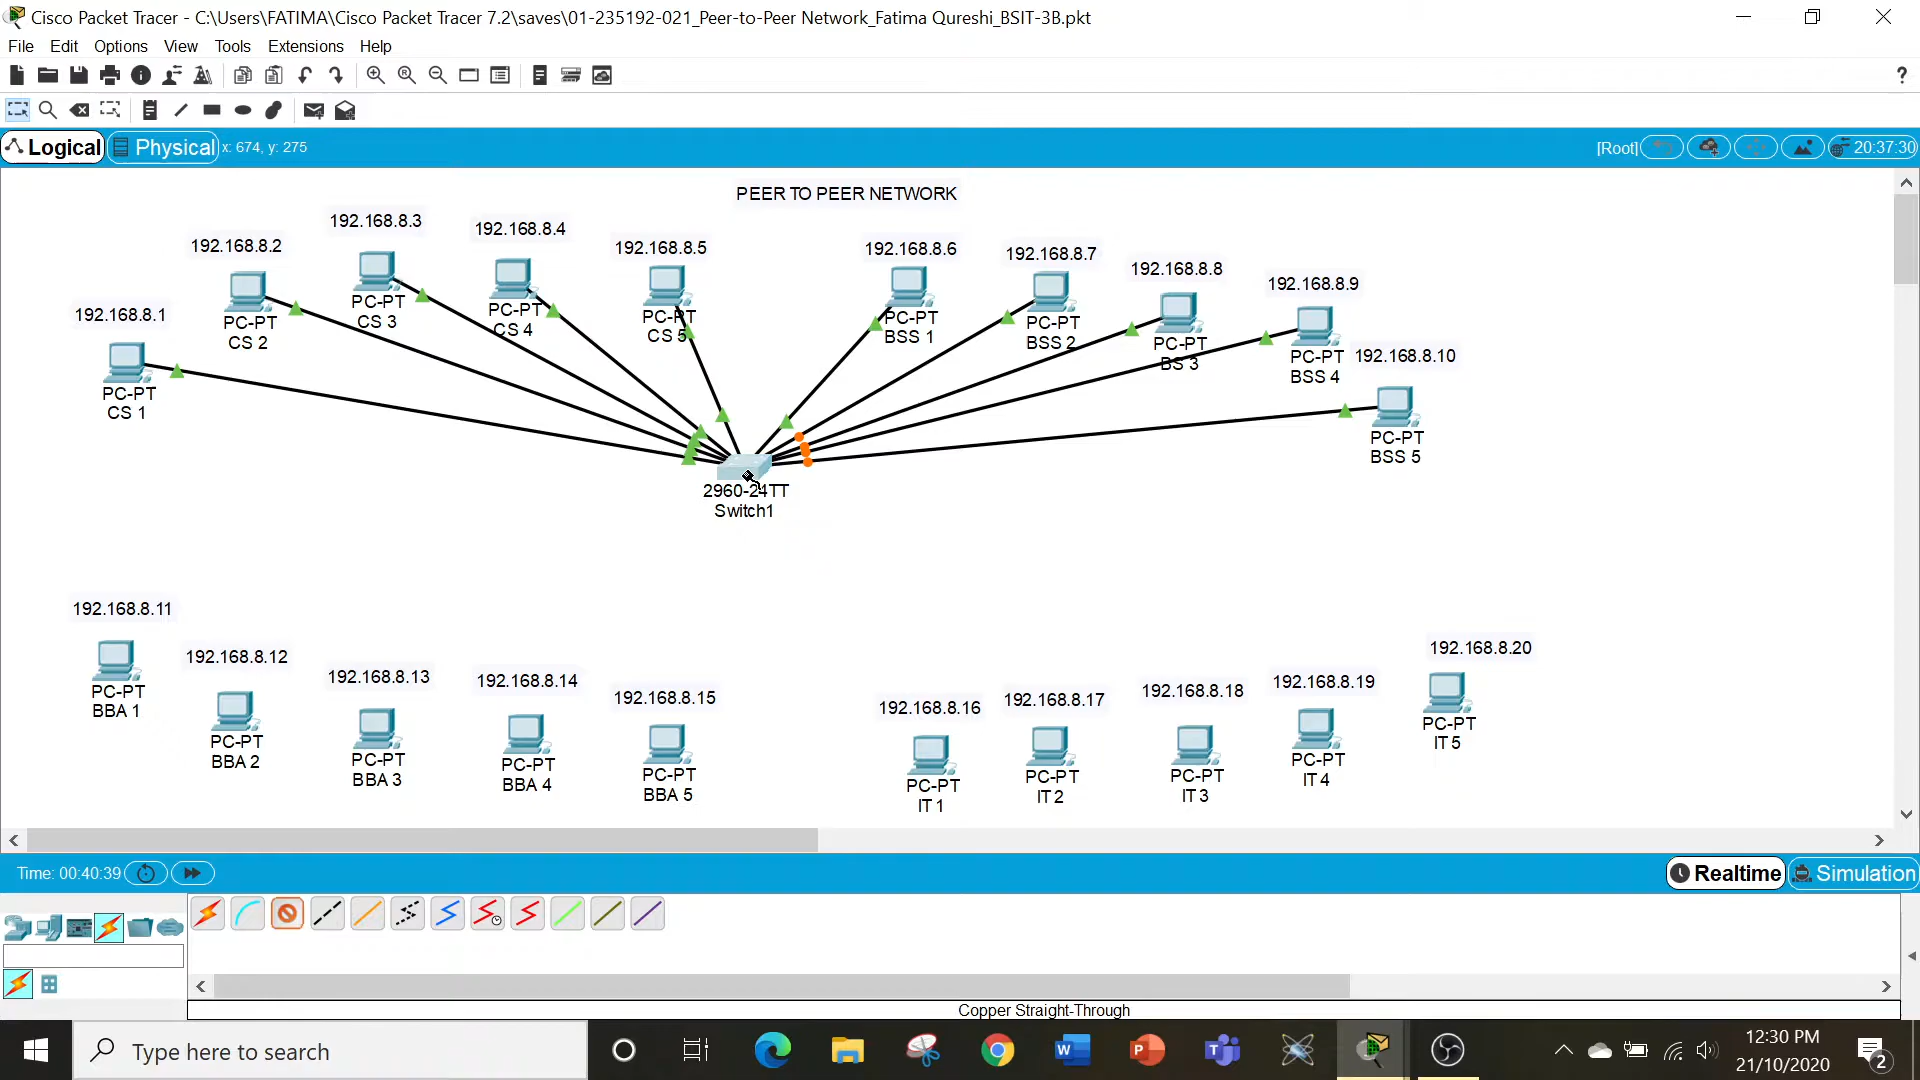 Cisco Packet Tracer - C:\Users\FATIMA\Cisco Packet Tracer 7.2\saves\01-235192-021_Peer-to-Peer Network_Fatima Qureshi_BSIT-3B.pkt
File Edit Options View Tools Extensions Help
?
Logical Physical x: 674, y: 275 [Root] 20:37:30
PEER TO PEER NETWORK
192.168.8.1
PC-PT
CS 1
192.168.8.2
PC-PT
CS 2
192.168.8.3
PC-PT
CS 3
192.168.8.4
PC-PT
CS 4
192.168.8.5
PC-PT
CS 5
192.168.8.6
PC-PT
BSS 1
192.168.8.7
PC-PT
BSS 2
192.168.8.8
PC-PT
BS 3
192.168.8.9
PC-PT
BSS 4
192.168.8.10
PC-PT
BSS 5
2960-24TT
Switch1
192.168.8.11
PC-PT
BBA 1
192.168.8.12
PC-PT
BBA 2
192.168.8.13
PC-PT
BBA 3
192.168.8.14
PC-PT
BBA 4
192.168.8.15
PC-PT
BBA 5
192.168.8.16
PC-PT
IT 1
192.168.8.17
PC-PT
IT 2
192.168.8.18
PC-PT
IT 3
192.168.8.19
PC-PT
IT 4
192.168.8.20
PC-PT
IT 5
Time: 00:40:39 Realtime Simulation
Copper Straight-Through
Type here to search
12:30 PM
21/10/2020
2